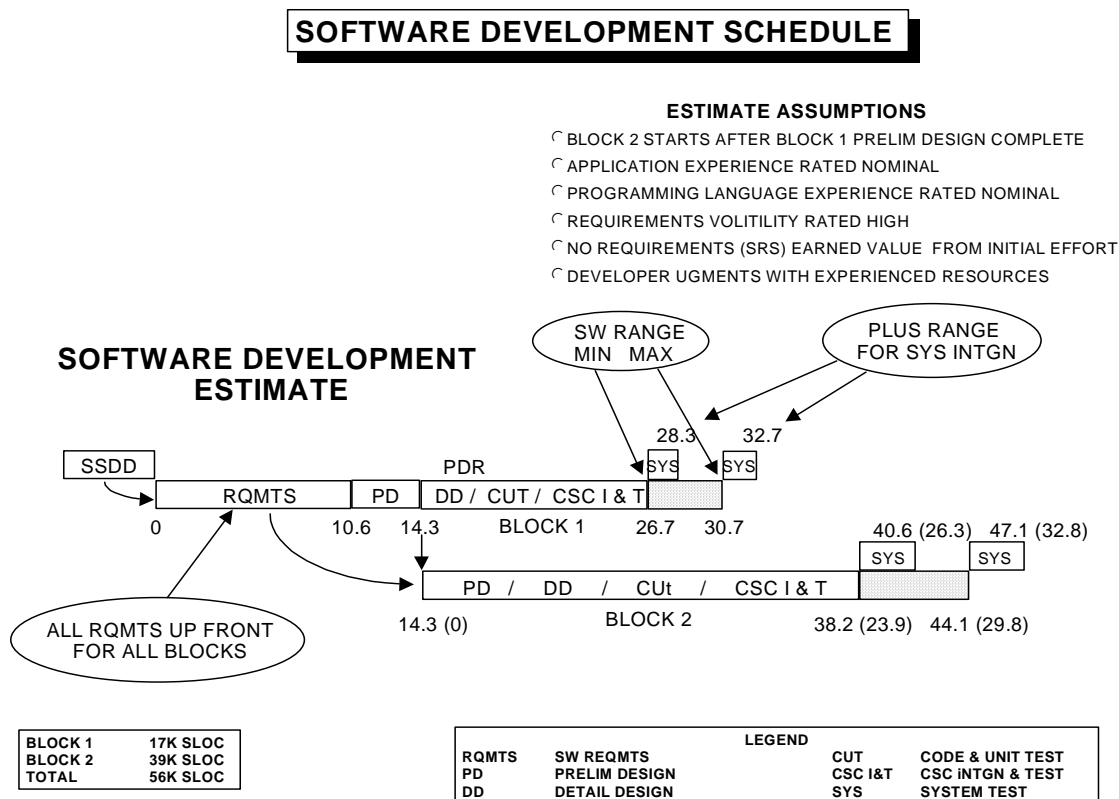 SOFTWARE DEVELOPMENT SCHEDULE
ESTIMATE ASSUMPTIONS
BLOCK 2 STARTS AFTER BLOCK 1 PRELIM DESIGN COMPLETE
APPLICATION EXPERIENCE RATED NOMINAL
PROGRAMMING LANGUAGE EXPERIENCE RATED NOMINAL
REQUIREMENTS VOLITILITY RATED HIGH
NO REQUIREMENTS (SRS) EARNED VALUE FROM INITIAL EFFORT
DEVELOPER UGMENTS WITH EXPERIENCED RESOURCES
SW RANGE
MIN MAX
PLUS RANGE
FOR SYS INTGN
SOFTWARE DEVELOPMENT
ESTIMATE
28.3 32.7
SSDD PDR SYS SYS
RQMTS PD DD / CUT / CSC I & T
0 10.6 14.3 BLOCK 1 26.7 30.7
40.6 (26.3) 47.1 (32.8)
SYS SYS
PD / DD / CUt / CSC I & T
14.3 (0) BLOCK 2 38.2 (23.9) 44.1 (29.8)
ALL RQMTS UP FRONT
FOR ALL BLOCKS
BLOCK 1 17K SLOC
BLOCK 2 39K SLOC
TOTAL 56K SLOC
LEGEND
RQMTS SW REQMTS CUT CODE & UNIT TEST
PD PRELIM DESIGN CSC I&T CSC iNTGN & TEST
DD DETAIL DESIGN SYS SYSTEM TEST